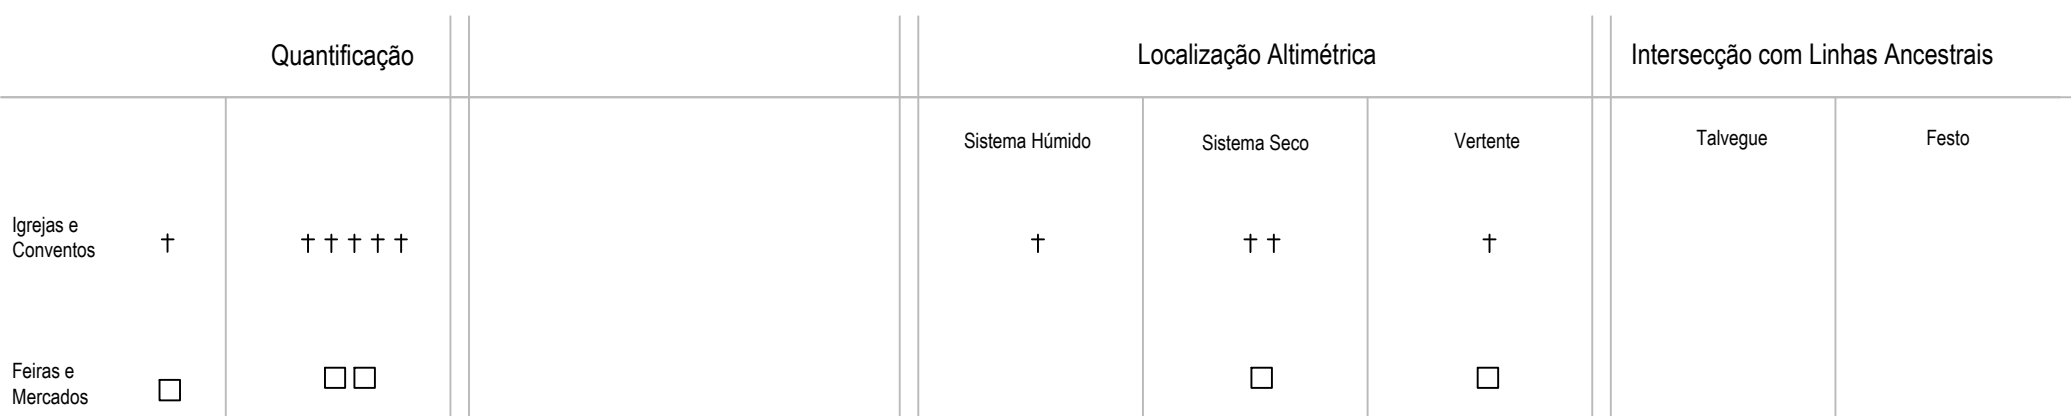 Quantificação Localização Altimétrica Intersecção com Linhas Ancestrais
Sistema Húmido Sistema Seco Vertente Talvegue Festo
Igrejas e
Conventos † † † † † † † † † †
Feiras e
Mercados □ □□ □ □